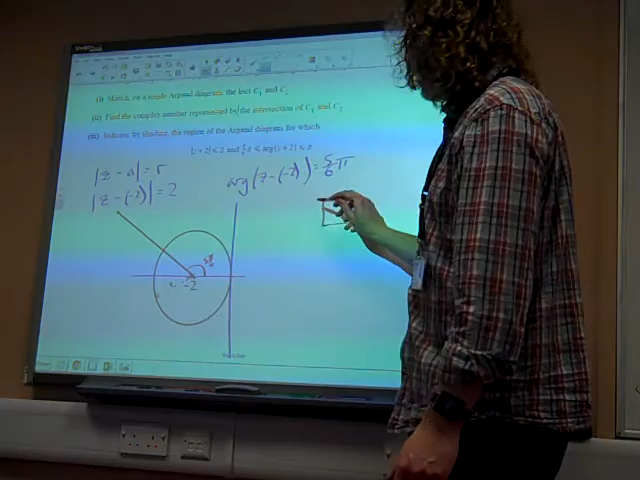 (i) Sketch, on a single Argand diagram, the loci C₁ and C₂
(ii) Find the complex number represented by the intersection of C₁ and C₂
(iii) Indicate, by shading, the region of the Argand diagram for which
|z + 2| ⩽ 2 and 5/6 π ⩽ arg(z + 2) ⩽ π
|z - a| = r
|z - (-2)| = 2
arg(z - (-2)) = 5/6 π
-2